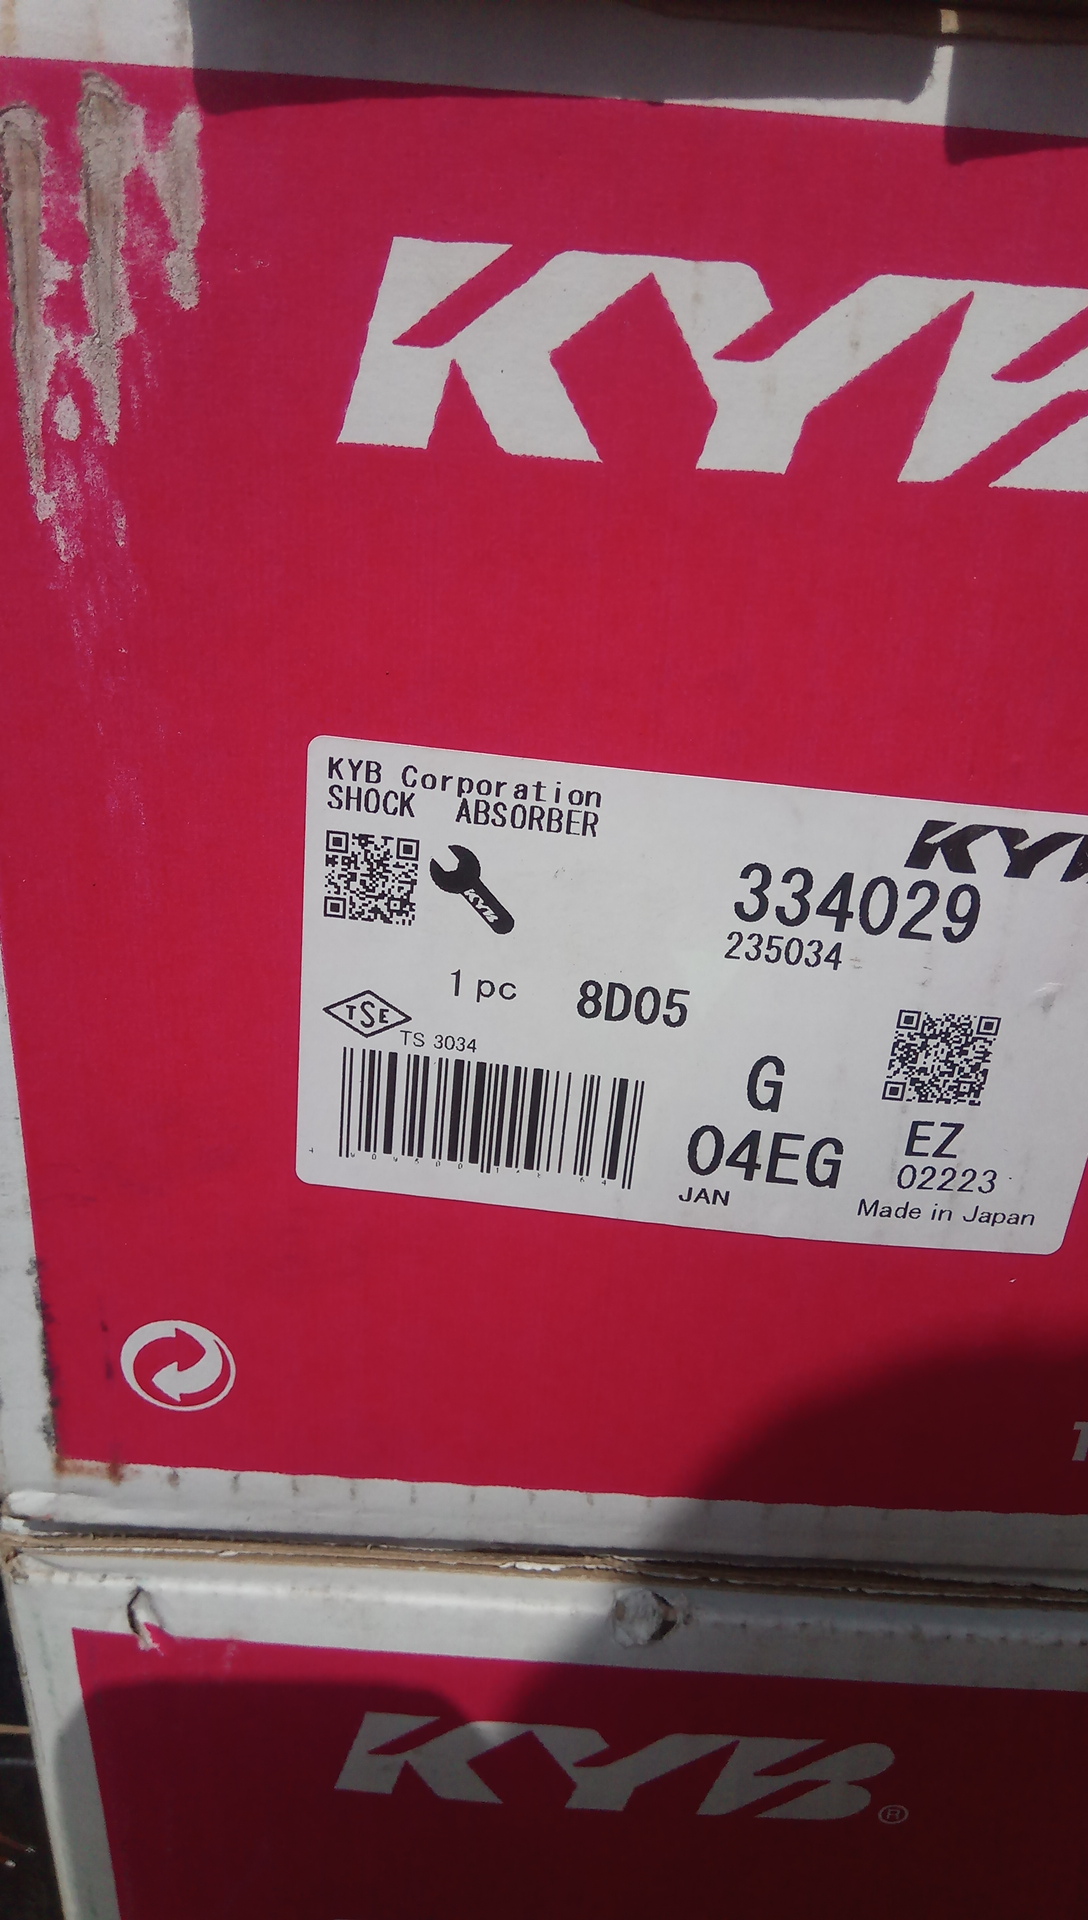 KYB
KYB Corporation
SHOCK ABSORBER
KYB
334029
235034
KYB
1 pc 8D05
TSE
TS 3034
G
04EG
JAN
EZ
02223
Made in Japan
KYB®